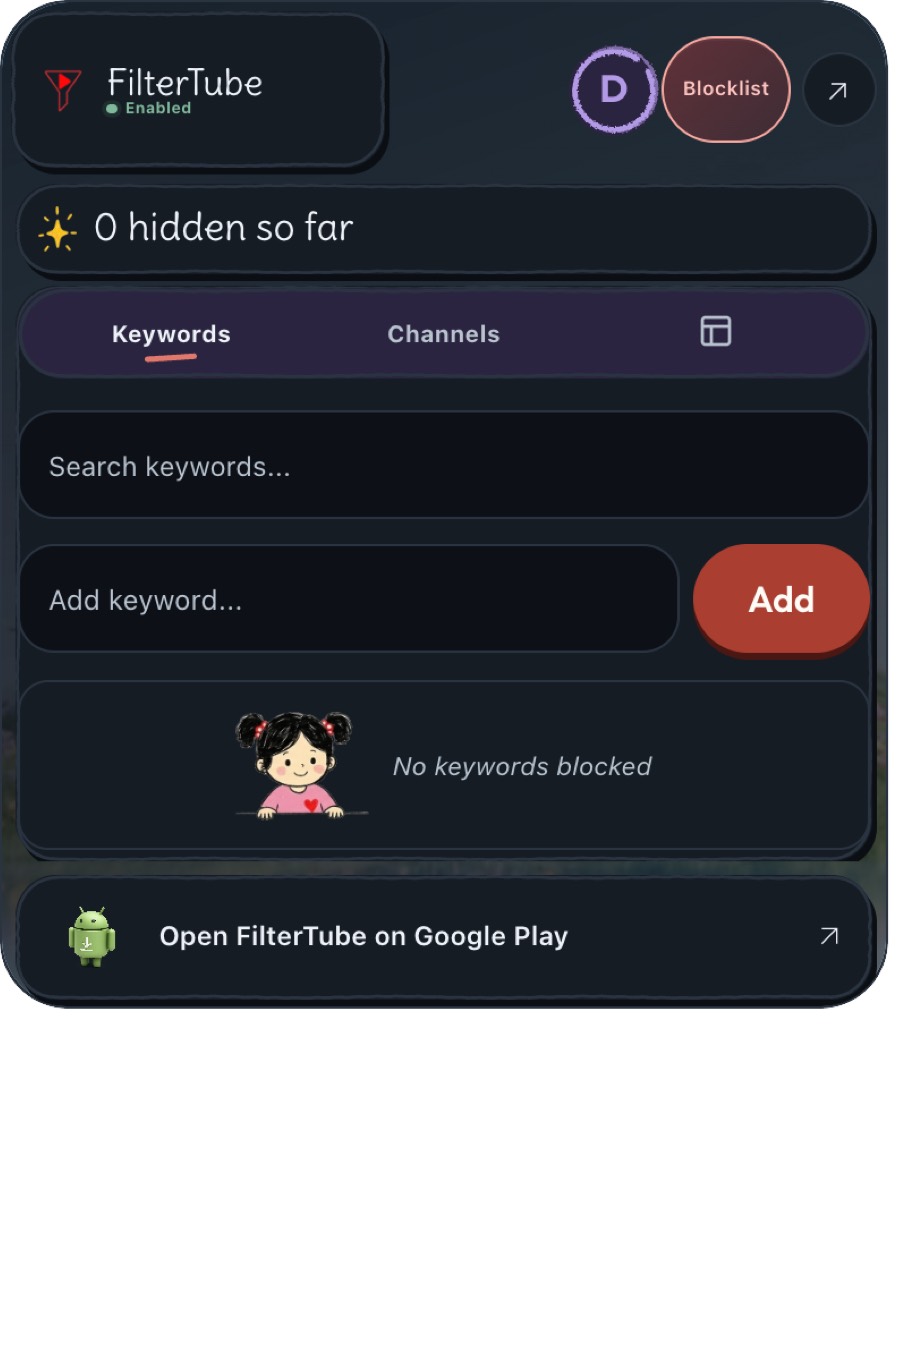 FilterTube
Enabled
D
Blocklist
0 hidden so far
Keywords
Channels
Search keywords...
Add keyword...
Add
No keywords blocked
Open FilterTube on Google Play